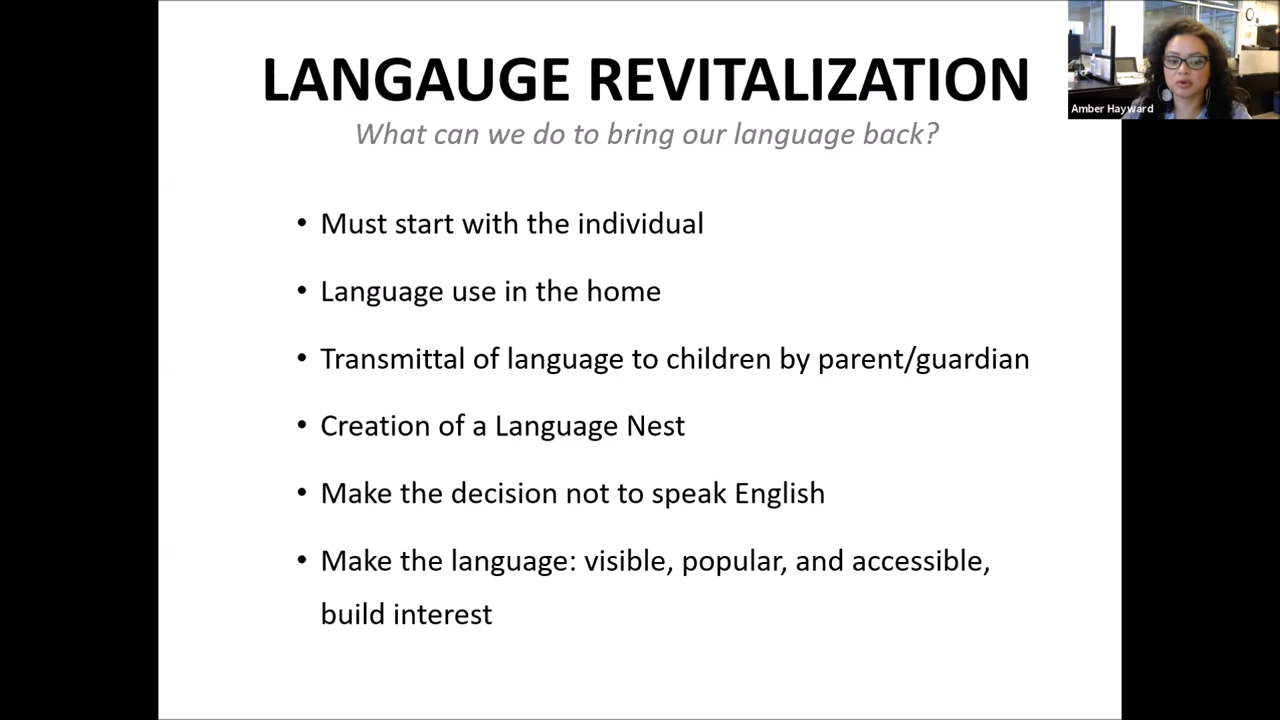 LANGAUGE REVITALIZATION
What can we do to bring our language back?
Amber Hayward
• Must start with the individual
• Language use in the home
• Transmittal of language to children by parent/guardian
• Creation of a Language Nest
• Make the decision not to speak English
• Make the language: visible, popular, and accessible,
build interest